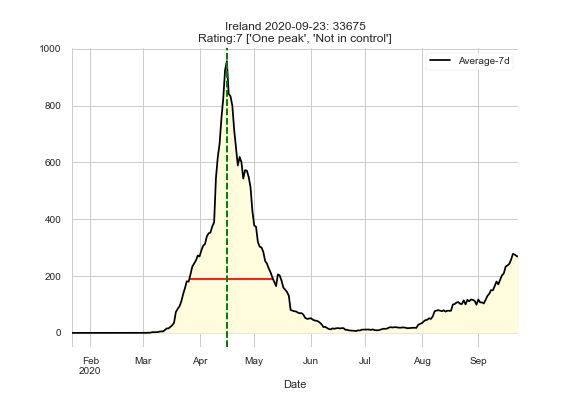 Ireland 2020-09-23: 33675
Rating:7 ['One peak', 'Not in control']
1000
Average-7d
800
600
400
200
0
Feb Mar Apr May Jun Jul Aug Sep
2020
Date